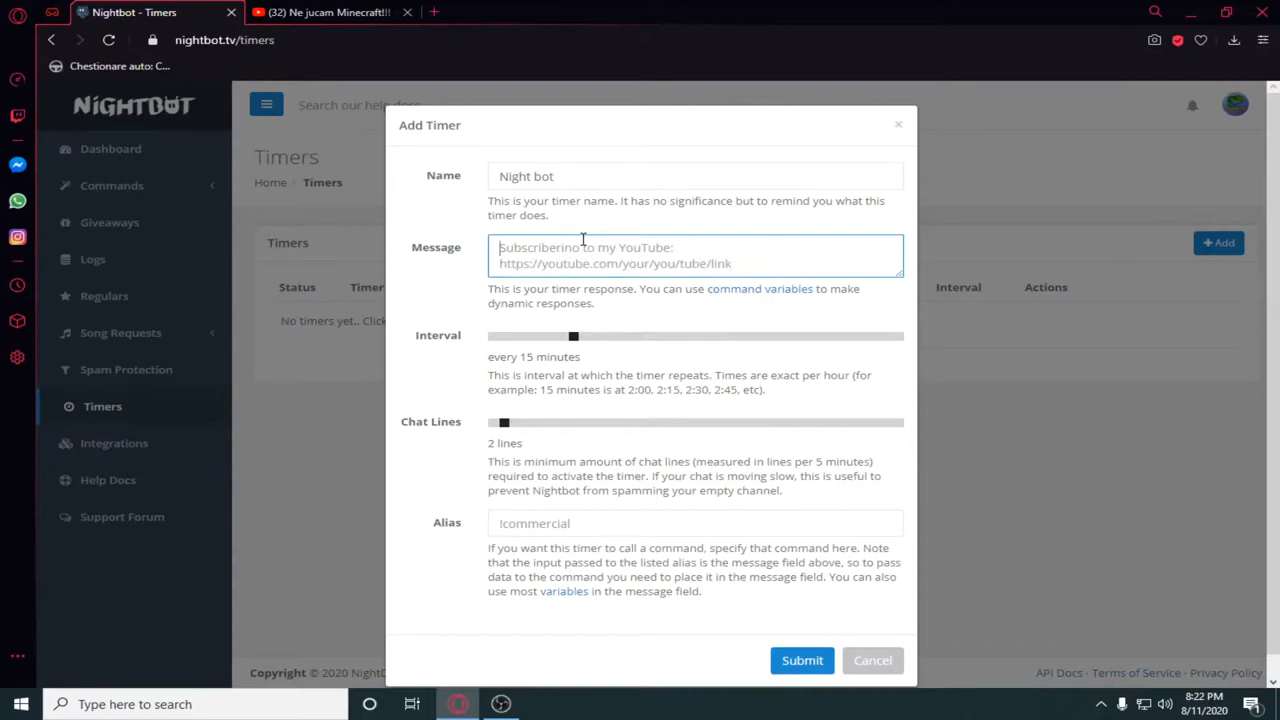 Nightbot - Timers
(32) Ne jucam Minecraft!!!
nightbot.tv/timers
Chestionare auto: C...
NIGHTBOT
Search our help docs
Dashboard
Commands
Giveaways
Logs
Regulars
Song Requests
Spam Protection
Timers
Integrations
Help Docs
Support Forum
Timers
Home
Timers
Timers
+ Add
Status
Timer
Interval
Actions
No timers yet.. Click
Add Timer
Name
Night bot
This is your timer name. It has no significance but to remind you what this
timer does.
Message
Subscriberino to my YouTube:
https://youtube.com/your/you/tube/link
This is your timer response. You can use command variables to make
dynamic responses.
Interval
every 15 minutes
This is interval at which the timer repeats. Times are exact per hour (for
example: 15 minutes is at 2:00, 2:15, 2:30, 2:45, etc).
Chat Lines
2 lines
This is minimum amount of chat lines (measured in lines per 5 minutes)
required to activate the timer. If your chat is moving slow, this is useful to
prevent Nightbot from spamming your empty channel.
Alias
!commercial
If you want this timer to call a command, specify that command here. Note
that the input passed to the listed alias is the message field above, so to pass
data to the command you need to place it in the message field. You can also
use most variables in the message field.
Submit
Cancel
Copyright © 2020 NightD
API Docs - Terms of Service - Privacy Policy
Type here to search
8:22 PM
8/11/2020
1